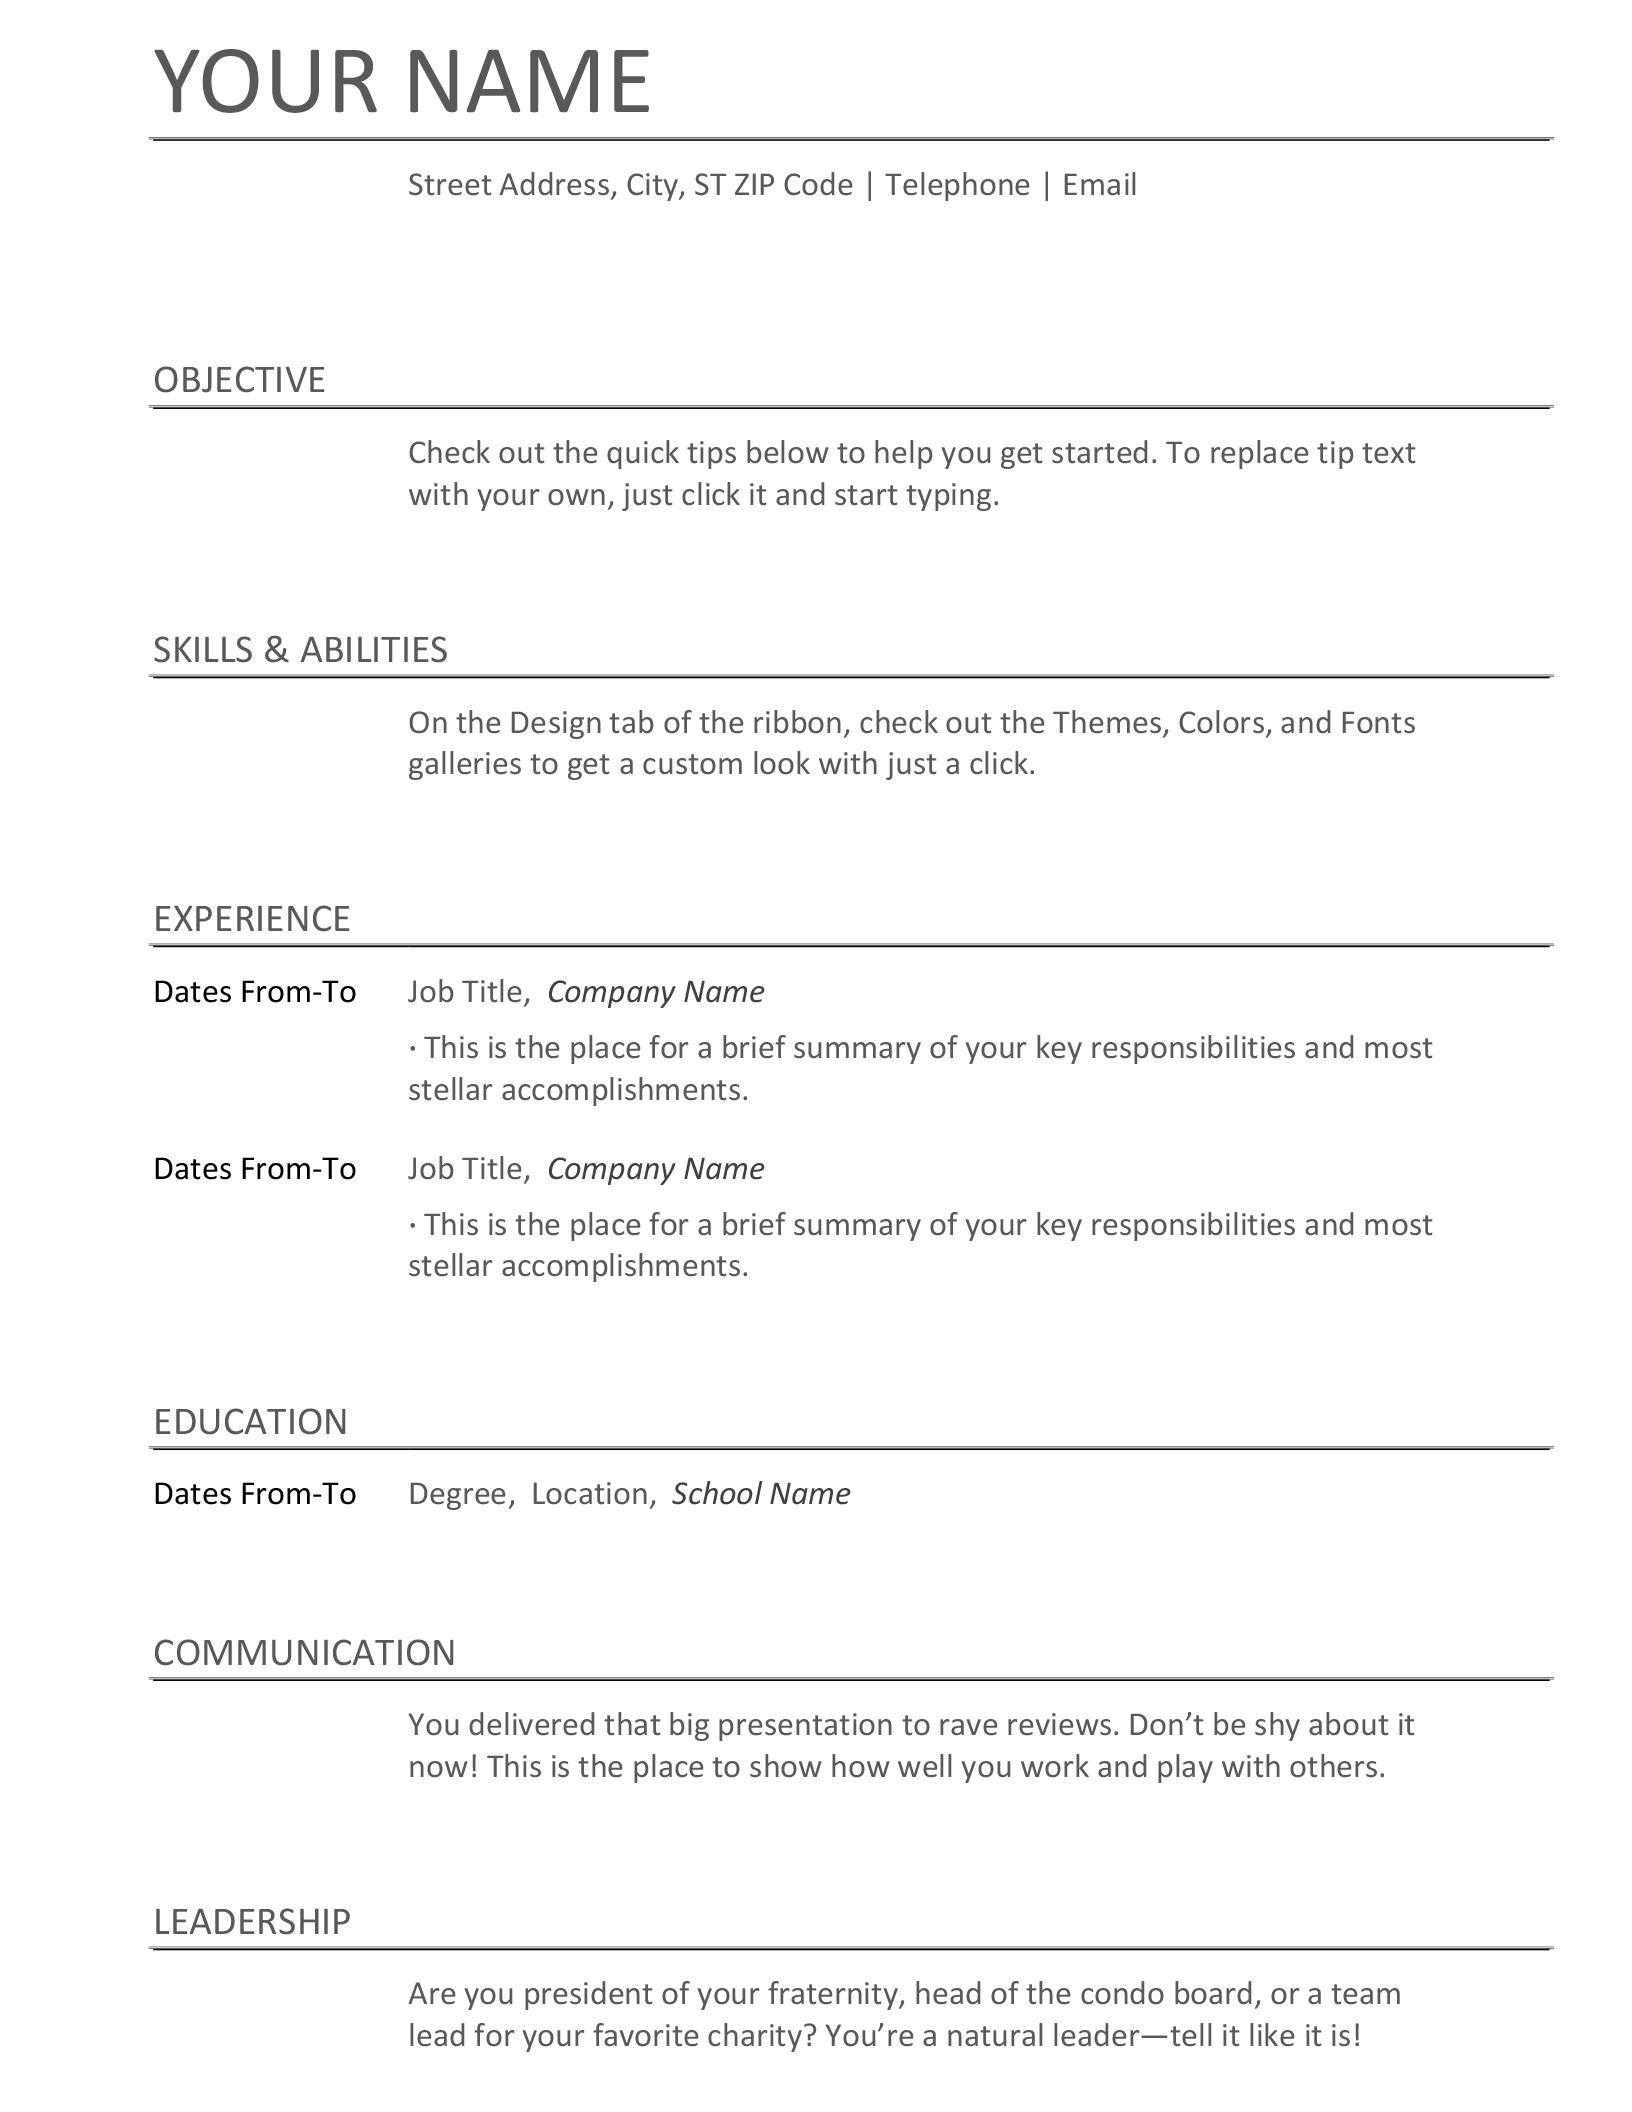 YOUR NAME
Street Address, City, ST ZIP Code | Telephone | Email
OBJECTIVE
Check out the quick tips below to help you get started. To replace tip text
with your own, just click it and start typing.
SKILLS & ABILITIES
On the Design tab of the ribbon, check out the Themes, Colors, and Fonts
galleries to get a custom look with just a click.
EXPERIENCE
Dates From-To Job Title, Company Name
· This is the place for a brief summary of your key responsibilities and most
stellar accomplishments.
Dates From-To Job Title, Company Name
· This is the place for a brief summary of your key responsibilities and most
stellar accomplishments.
EDUCATION
Dates From-To Degree, Location, School Name
COMMUNICATION
You delivered that big presentation to rave reviews. Don’t be shy about it
now! This is the place to show how well you work and play with others.
LEADERSHIP
Are you president of your fraternity, head of the condo board, or a team
lead for your favorite charity? You’re a natural leader—tell it like it is!